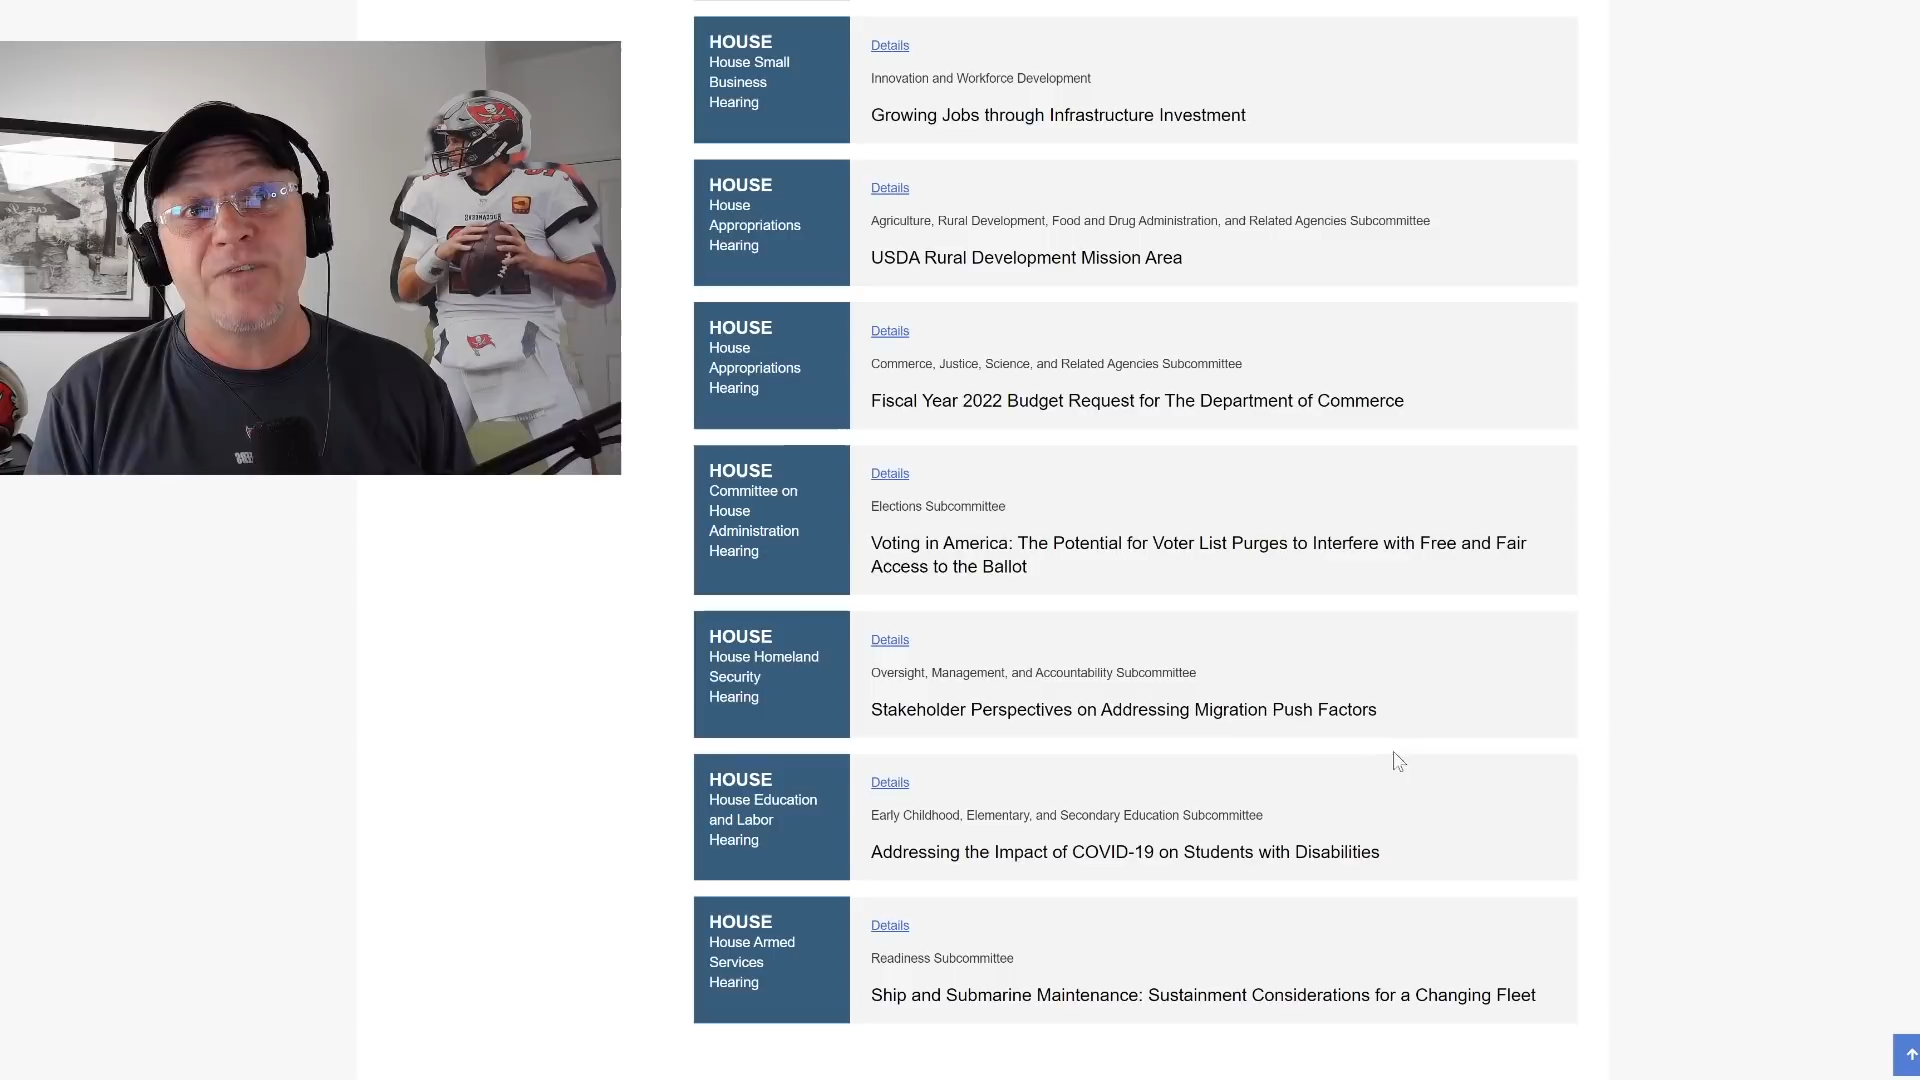 HOUSE
House Small
Business
Hearing
Details
Innovation and Workforce Development
Growing Jobs through Infrastructure Investment
HOUSE
House
Appropriations
Hearing
Details
Agriculture, Rural Development, Food and Drug Administration, and Related Agencies Subcommittee
USDA Rural Development Mission Area
HOUSE
House
Appropriations
Hearing
Details
Commerce, Justice, Science, and Related Agencies Subcommittee
Fiscal Year 2022 Budget Request for The Department of Commerce
HOUSE
Committee on
House
Administration
Hearing
Details
Elections Subcommittee
Voting in America: The Potential for Voter List Purges to Interfere with Free and Fair
Access to the Ballot
HOUSE
House Homeland
Security
Hearing
Details
Oversight, Management, and Accountability Subcommittee
Stakeholder Perspectives on Addressing Migration Push Factors
HOUSE
House Education
and Labor
Hearing
Details
Early Childhood, Elementary, and Secondary Education Subcommittee
Addressing the Impact of COVID-19 on Students with Disabilities
HOUSE
House Armed
Services
Hearing
Details
Readiness Subcommittee
Ship and Submarine Maintenance: Sustainment Considerations for a Changing Fleet